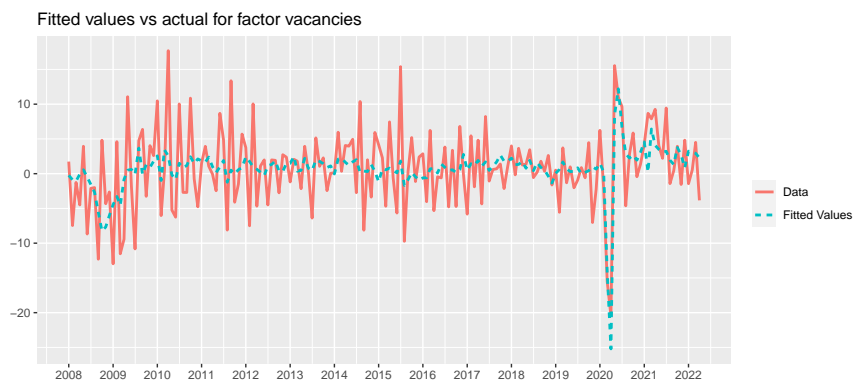 Fitted values vs actual for factor vacancies
10
0
−10
−20
2008 2009 2010 2011 2012 2013 2014 2015 2016 2017 2018 2019 2020 2021 2022
Data
Fitted Values